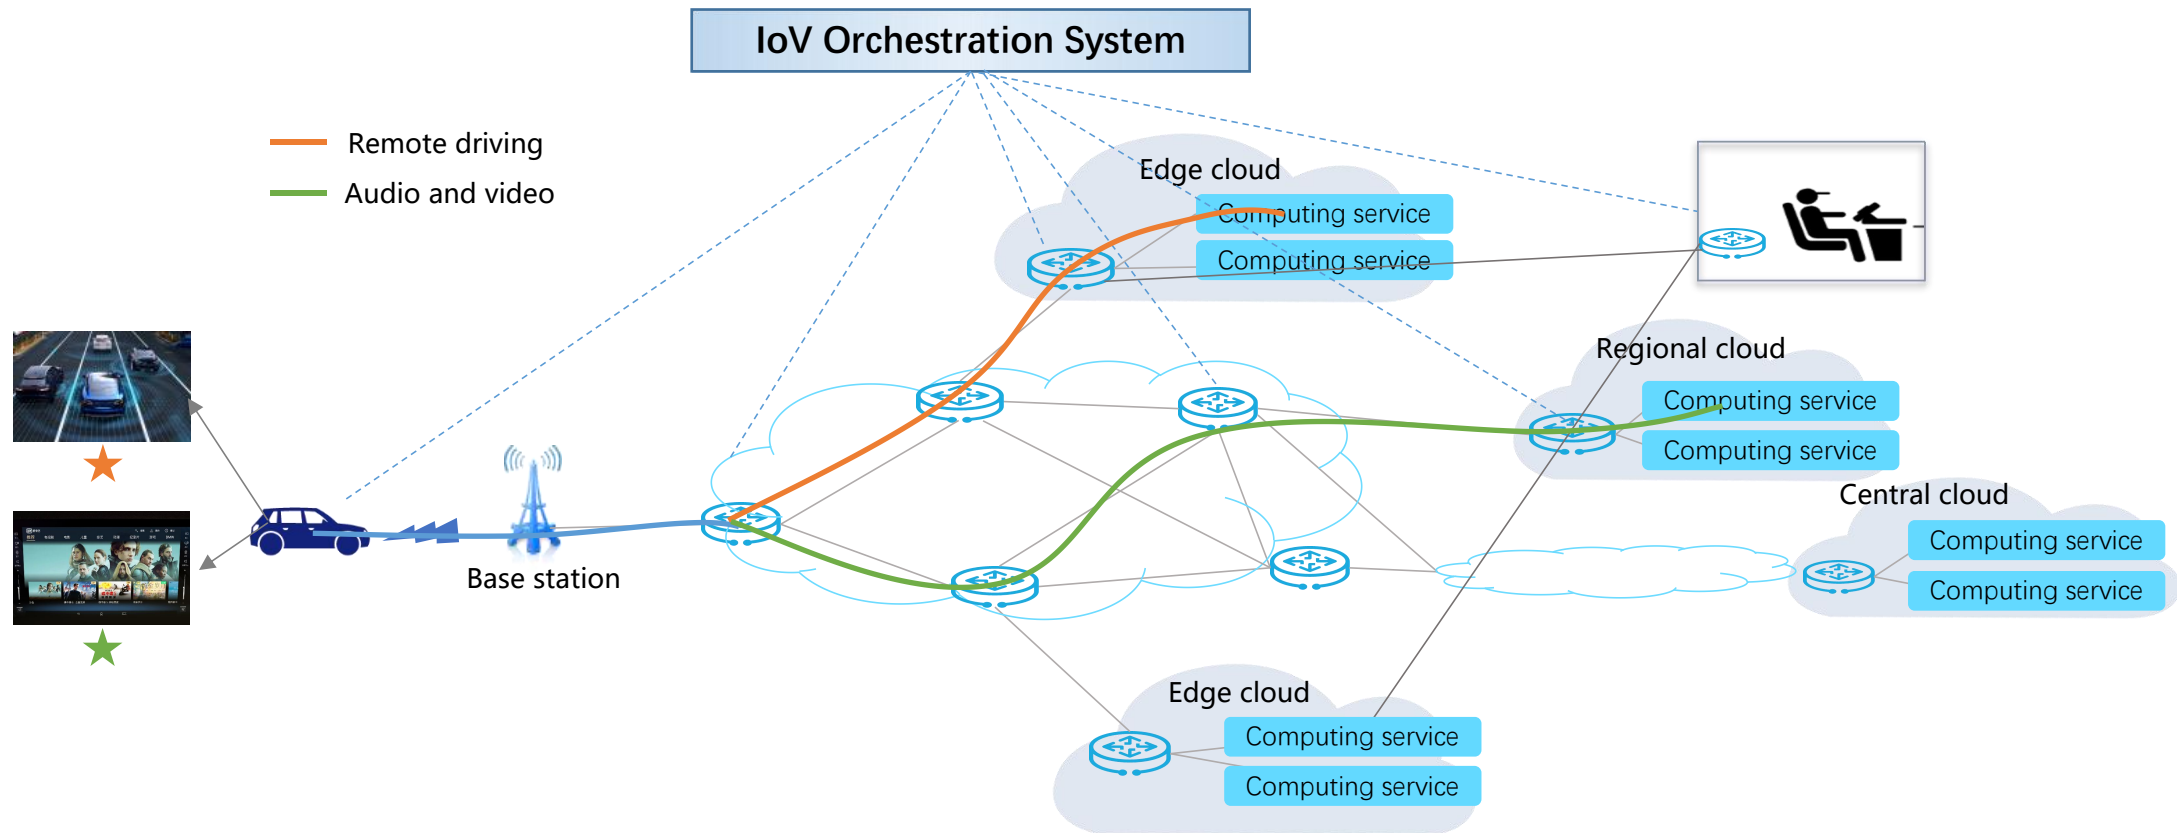 IoV Orchestration System
Remote driving
Audio and video
Edge cloud
Computing service
Computing service
Regional cloud
Computing service
Computing service
Central cloud
Computing service
Computing service
Base station
Edge cloud
Computing service
Computing service